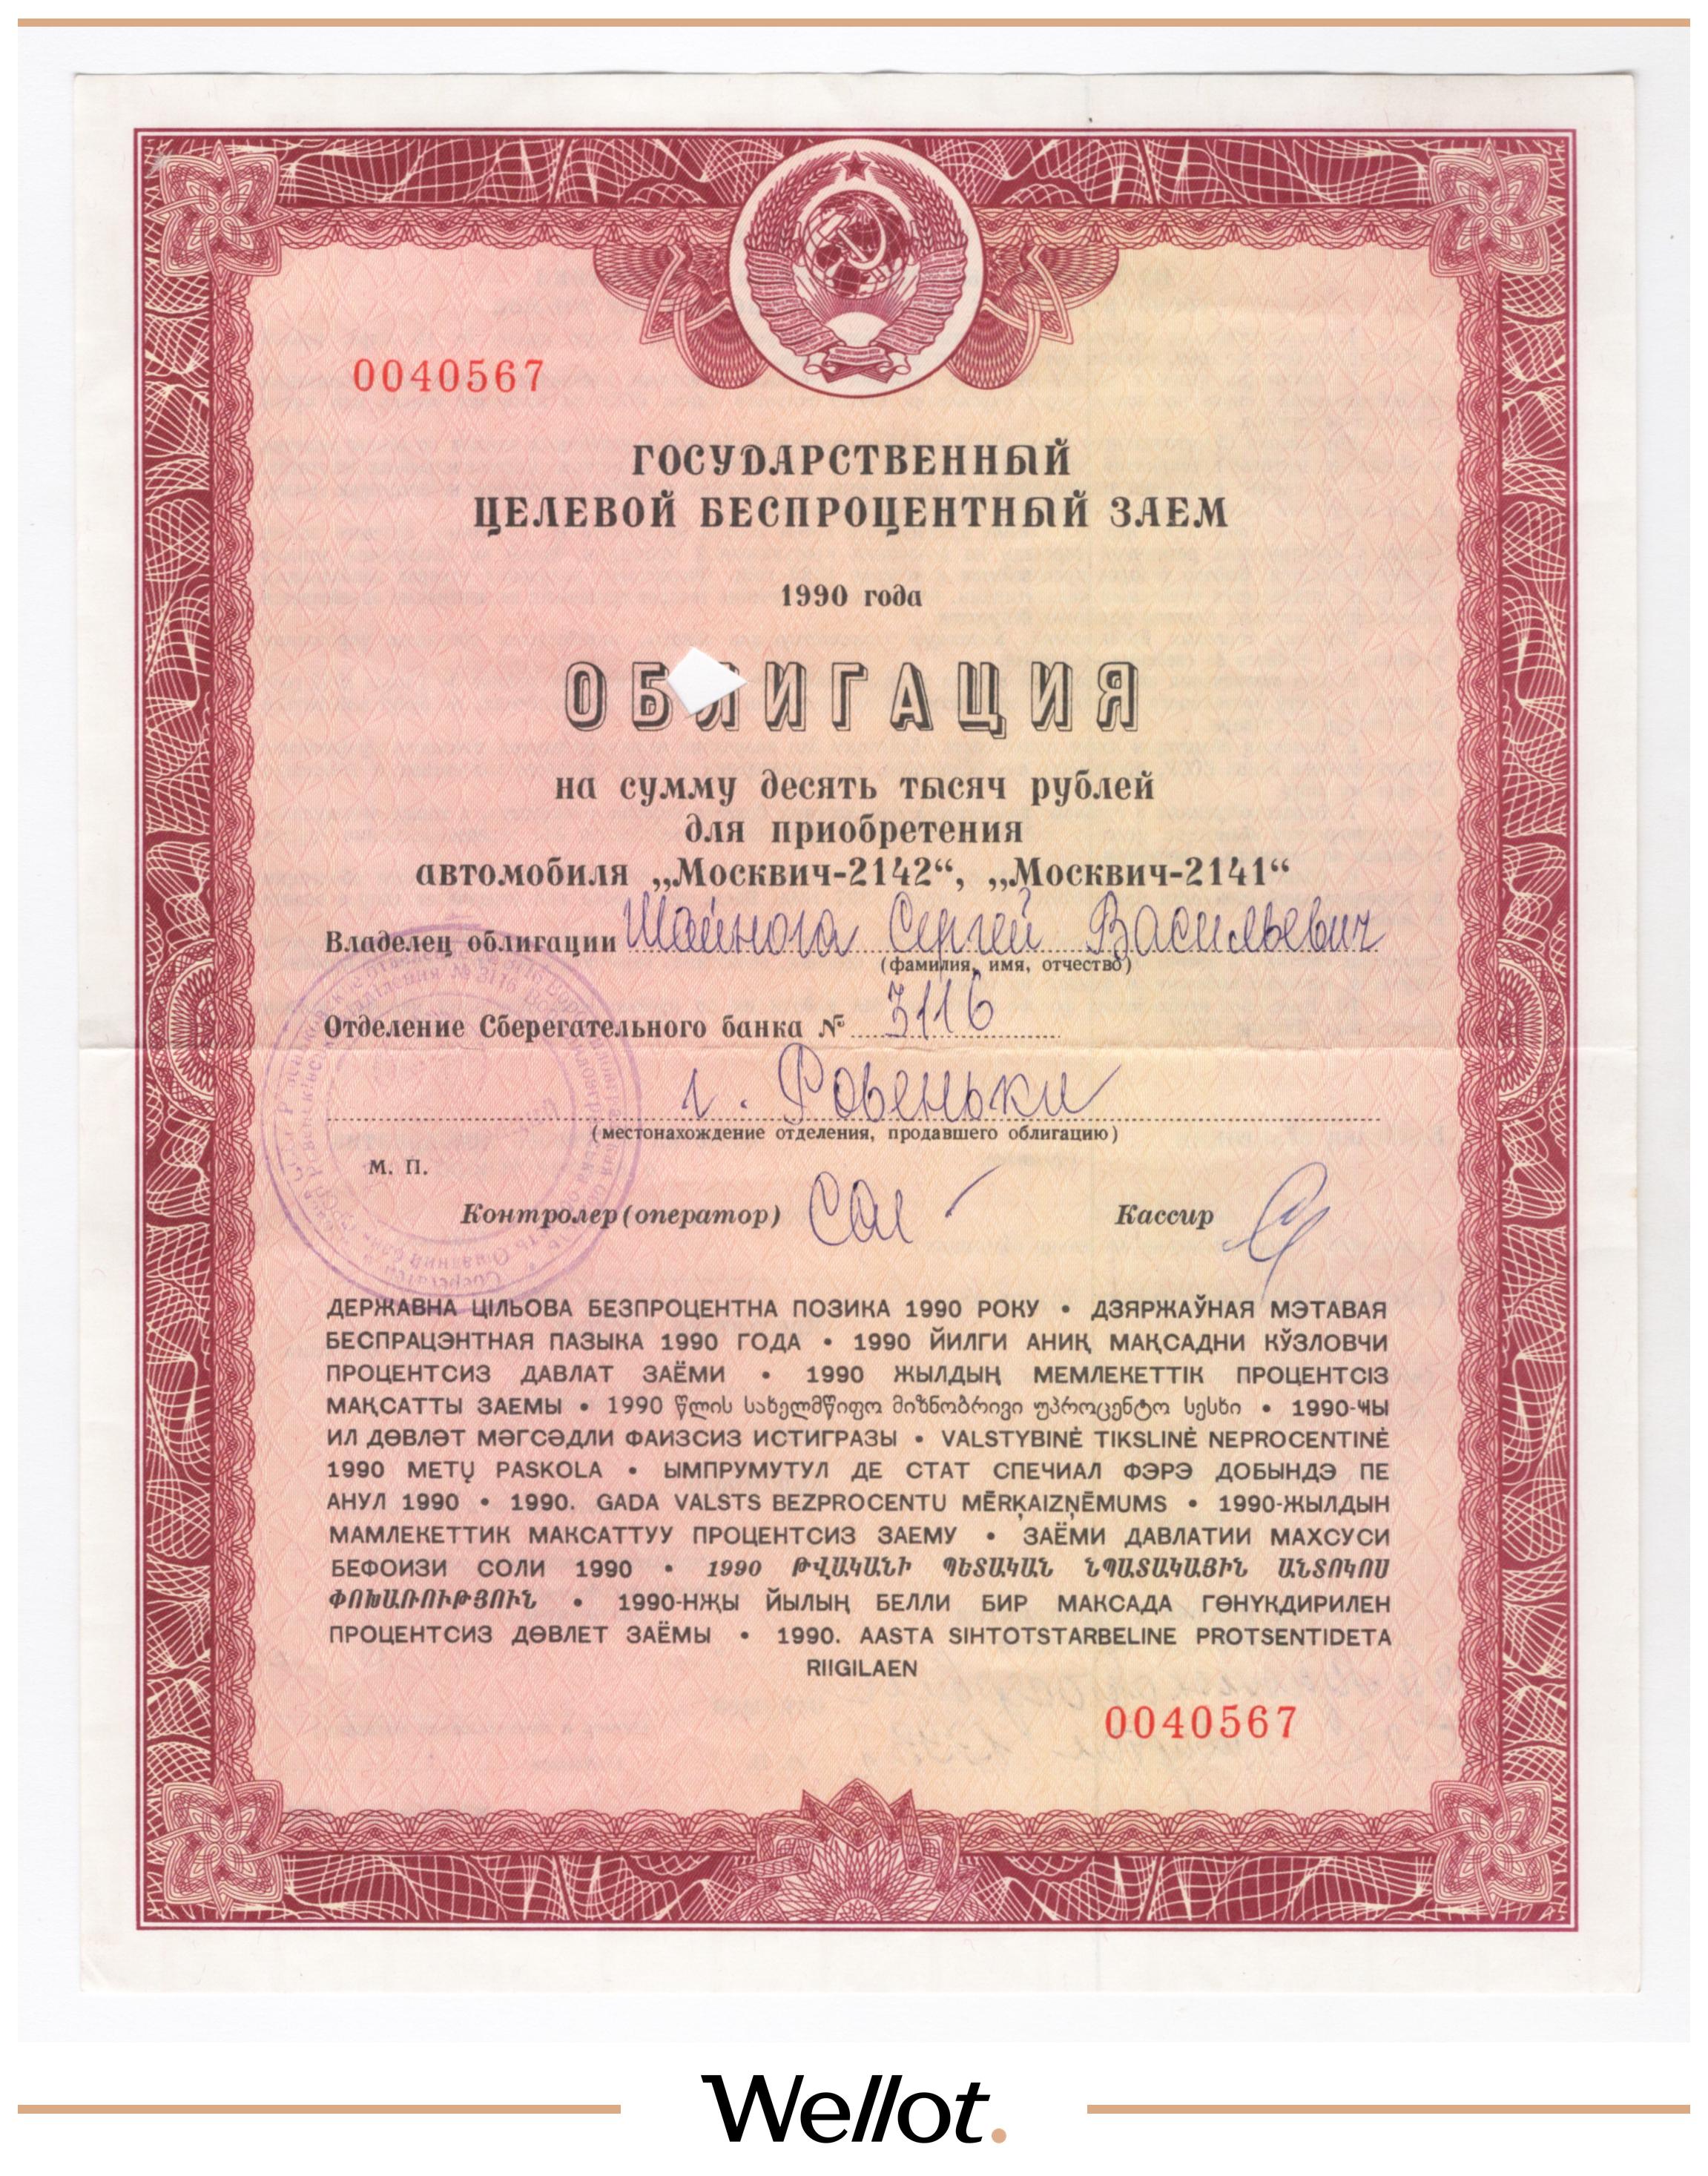 0040567
ГОСУДАРСТВЕННЫЙ
ЦЕЛЕВОЙ БЕСПРОЦЕНТНЫЙ ЗАЕМ
1990 года
ОБЛИГАЦИЯ
на сумму десять тысяч рублей
для приобретения
автомобиля „Москвич-2142“, „Москвич-2141“
Владелец облигации Шайнога Сергей Васильевич
(фамилия, имя, отчество)
Отделение Сберегательного банка № 3116
г. Ровеньки
(местонахождение отделения, продавшего облигацию)
М. П.
Контролер (оператор) Кассир
ДЕРЖАВНА ЦІЛЬОВА БЕЗПРОЦЕНТНА ПОЗИКА 1990 РОКУ • ДЗЯРЖАЎНАЯ МЭТАВАЯ
БЕСПРАЦЭНТНАЯ ПАЗЫКА 1990 ГОДА • 1990 ЙИЛГИ АНИҚ МАҚСАДНИ КЎЗЛОВЧИ
ПРОЦЕНТСИЗ ДАВЛАТ ЗАЁМИ • 1990 ЖЫЛДЫҢ МЕМЛЕКЕТТІК ПРОЦЕНТСІЗ
МАҚСАТТЫ ЗАЕМЫ • 1990 წლის სახელმწიფო მიზნობრივი უპროცენტო სესხი • 1990-ҸЫ
ИЛ ДӨВЛӘТ МӘГСӘДЛИ ФАИЗСИЗ ИСТИГРАЗЫ • VALSTYBINĖ TIKSLINĖ NEPROCENTINĖ
1990 METŲ PASKOLA • ЫМПРУМУТУЛ ДЕ СТАТ СПЕЧИАЛ ФЭРЭ ДОБЫНДЭ ПЕ
АНУЛ 1990 • 1990. GADA VALSTS BEZPROCENTU MĒRĶAIZŅĒMUMS • 1990-ЖЫЛДЫН
МАМЛЕКЕТТИК МАКСАТТУУ ПРОЦЕНТСИЗ ЗАЕМУ • ЗАЁМИ ДАВЛАТИИ МАХСУСИ
БЕФОИЗИ СОЛИ 1990 • 1990 ԹՎԱԿԱՆԻ ՊԵՏԱԿԱՆ ՆՊԱՏԱԿԱՅԻՆ ԱՆՏՈԿՈՍ
ՓՈԽԱՌՈՒԹՅՈՒՆ • 1990-НҖЫ ЙЫЛЫҢ БЕЛЛИ БИР МАКСАДА ГӨНҮКДИРИЛЕН
ПРОЦЕНТСИЗ ДӨВЛЕТ ЗАЁМЫ • 1990. AASTA SIHTOTSTARBELINE PROTSENTIDETA
RIIGILAEN
0040567
Wellot.